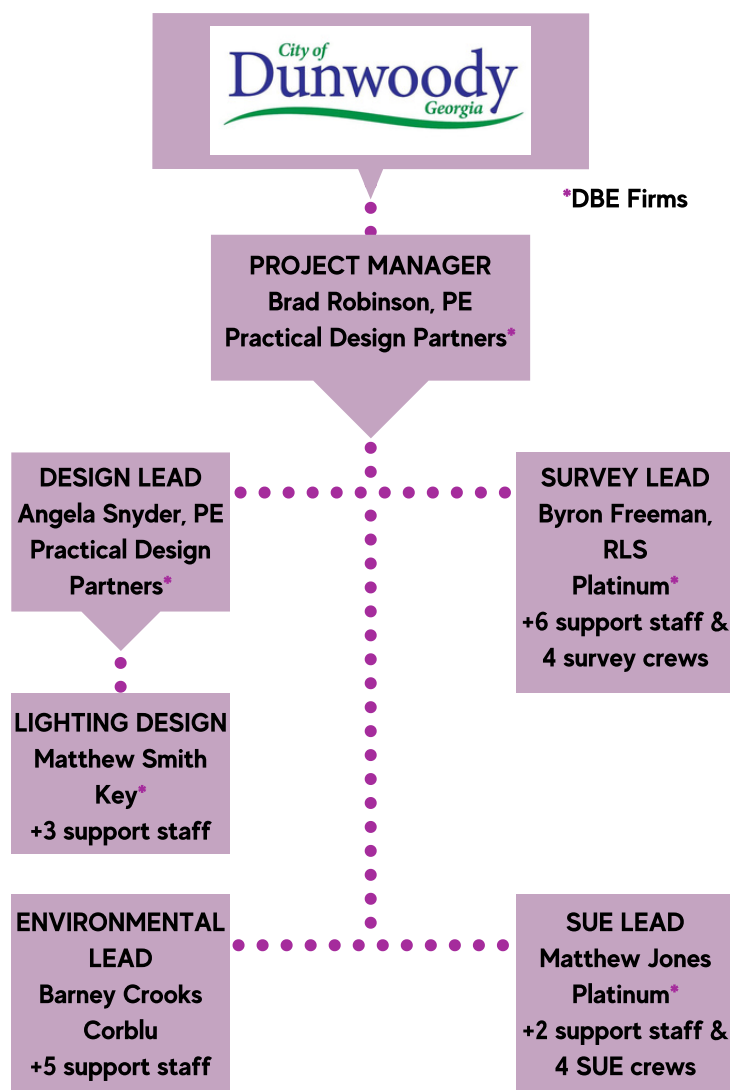 City of
Dunwoody
Georgia
*DBE Firms
PROJECT MANAGER
Brad Robinson, PE
Practical Design Partners*
DESIGN LEAD
Angela Snyder, PE
Practical Design
Partners*
SURVEY LEAD
Byron Freeman,
RLS
Platinum*
+6 support staff &
4 survey crews
LIGHTING DESIGN
Matthew Smith
Key*
+3 support staff
ENVIRONMENTAL
LEAD
Barney Crooks
Corblu
+5 support staff
SUE LEAD
Matthew Jones
Platinum*
+2 support staff &
4 SUE crews